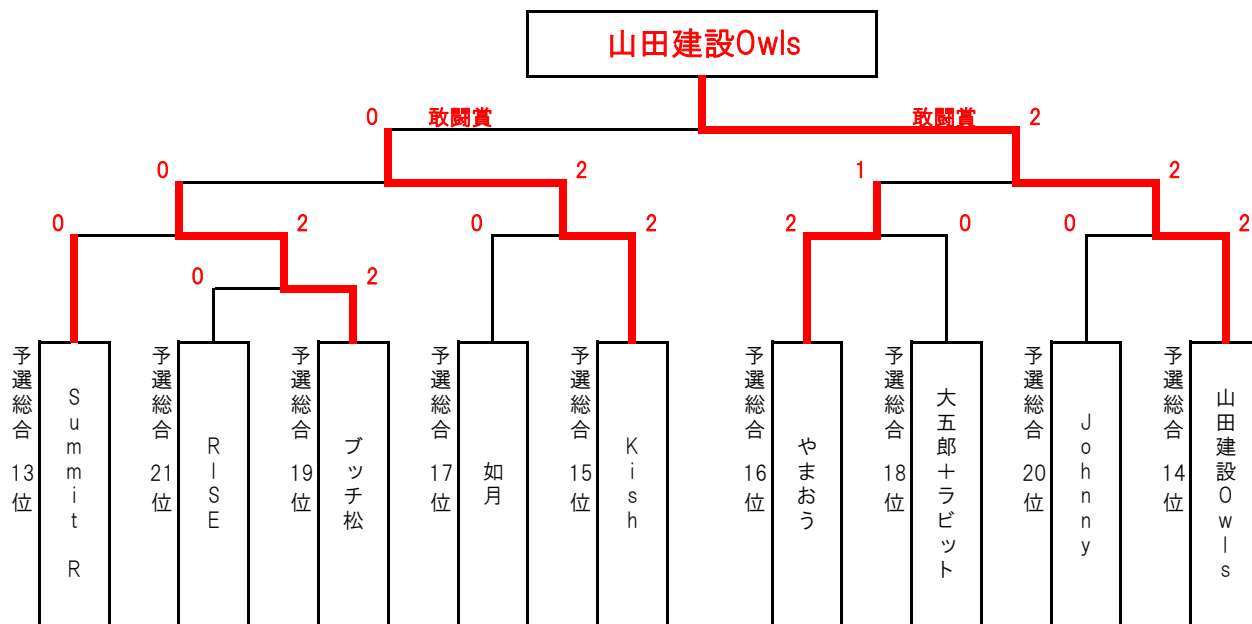 山田建設Owls
0 敢闘賞 敢闘賞 2
0 2 1 2
0 2 0 2 2 0 0 2
0 2
予選総合 13位
Summit R
予選総合 21位
RISE
予選総合 19位
ブッチ松
予選総合 17位
如月
予選総合 15位
Kish
予選総合 16位
やまおう
予選総合 18位
大五郎+ラビット
予選総合 20位
Johnny
予選総合 14位
山田建設Owls